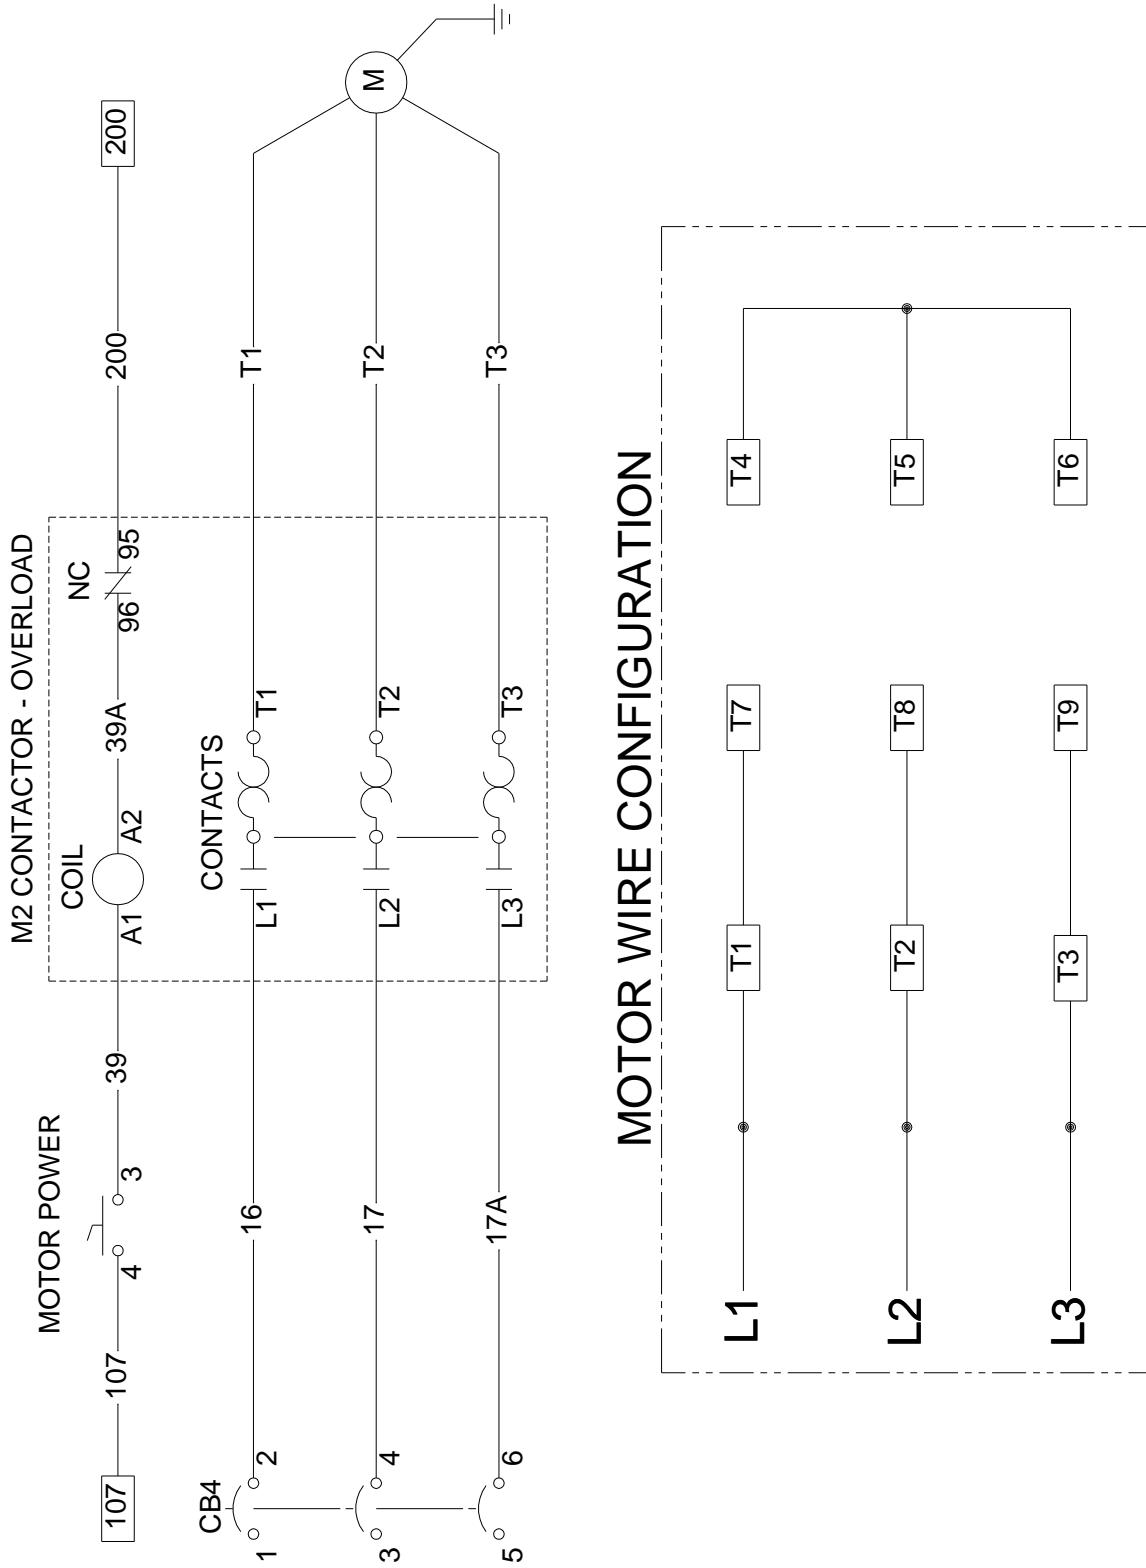 M2 CONTACTOR - OVERLOAD
MOTOR POWER
COIL
NC
107
107
4
3
39
A1
A2
39A
96
95
200
200
CB4
CONTACTS
1
2
16
L1
T1
T1
3
4
17
L2
T2
T2
M
5
6
17A
L3
T3
T3
MOTOR WIRE CONFIGURATION
L1
T1
T7
T4
L2
T2
T8
T5
L3
T3
T9
T6